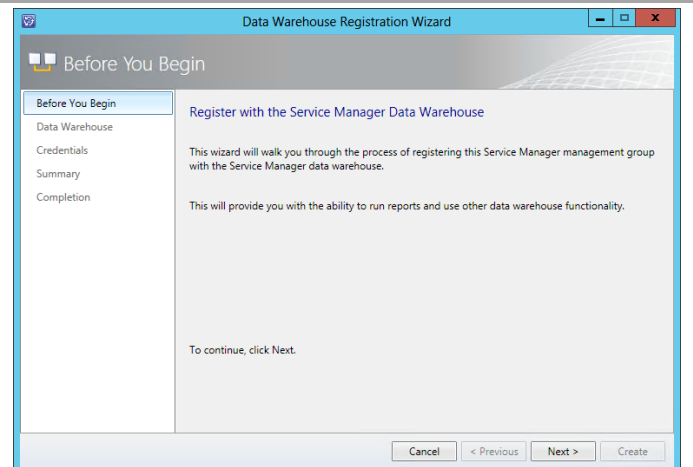 Data Warehouse Registration Wizard
Before You Begin
Before You Begin
Data Warehouse
Credentials
Summary
Completion
Register with the Service Manager Data Warehouse
This wizard will walk you through the process of registering this Service Manager management group
with the Service Manager data warehouse.
This will provide you with the ability to run reports and use other data warehouse functionality.
To continue, click Next.
Cancel
< Previous
Next >
Create